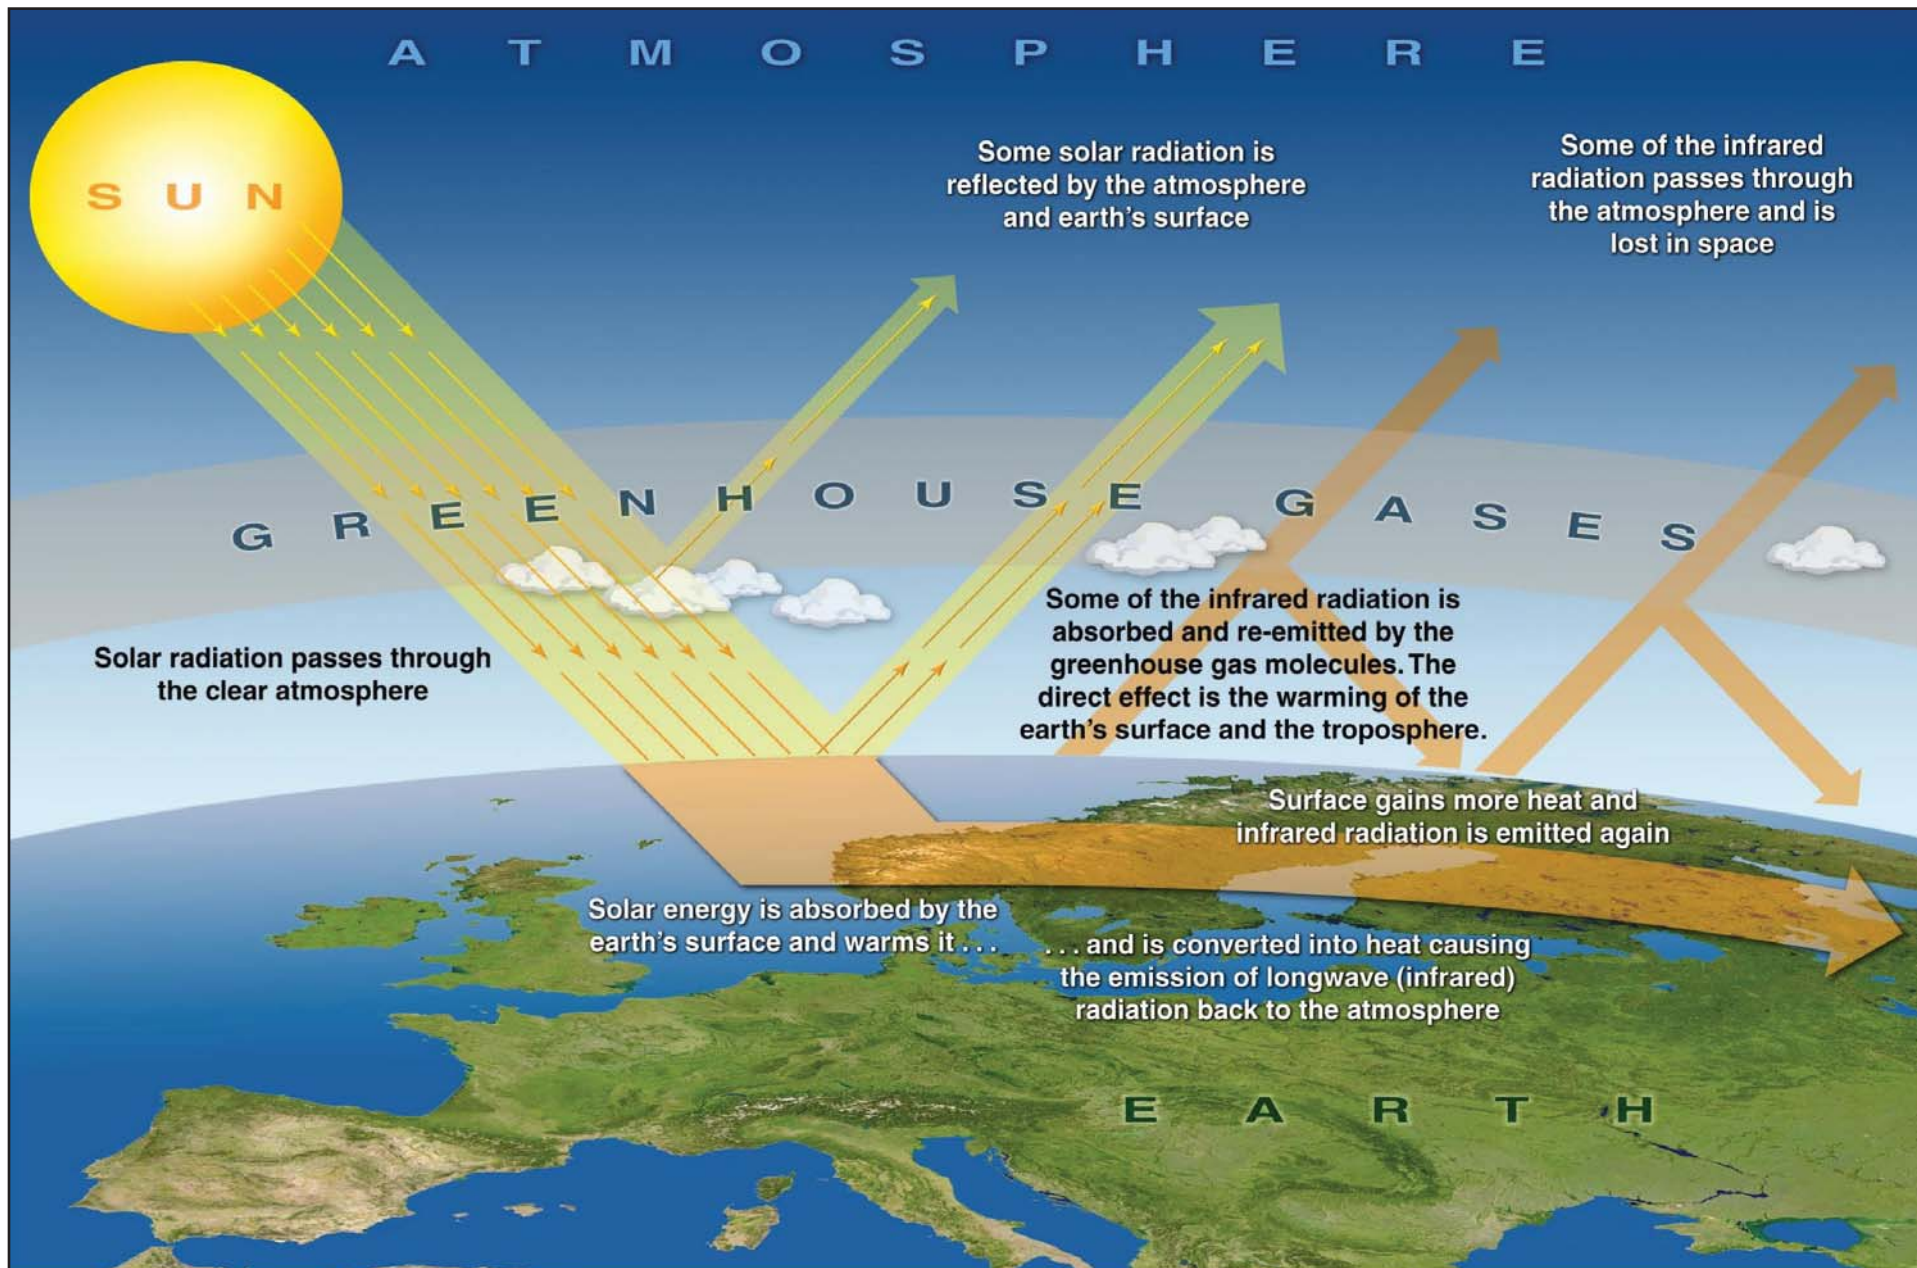 A T M O S P H E R E
S U N
Some solar radiation is
reflected by the atmosphere
and earth's surface
Some of the infrared
radiation passes through
the atmosphere and is
lost in space
G R E E N H O U S E G A S E S
Solar radiation passes through
the clear atmosphere
Some of the infrared radiation is
absorbed and re-emitted by the
greenhouse gas molecules. The
direct effect is the warming of the
earth's surface and the troposphere.
Surface gains more heat and
infrared radiation is emitted again
Solar energy is absorbed by the
earth's surface and warms it . . .
. . . and is converted into heat causing
the emission of longwave (infrared)
radiation back to the atmosphere
E A R T H